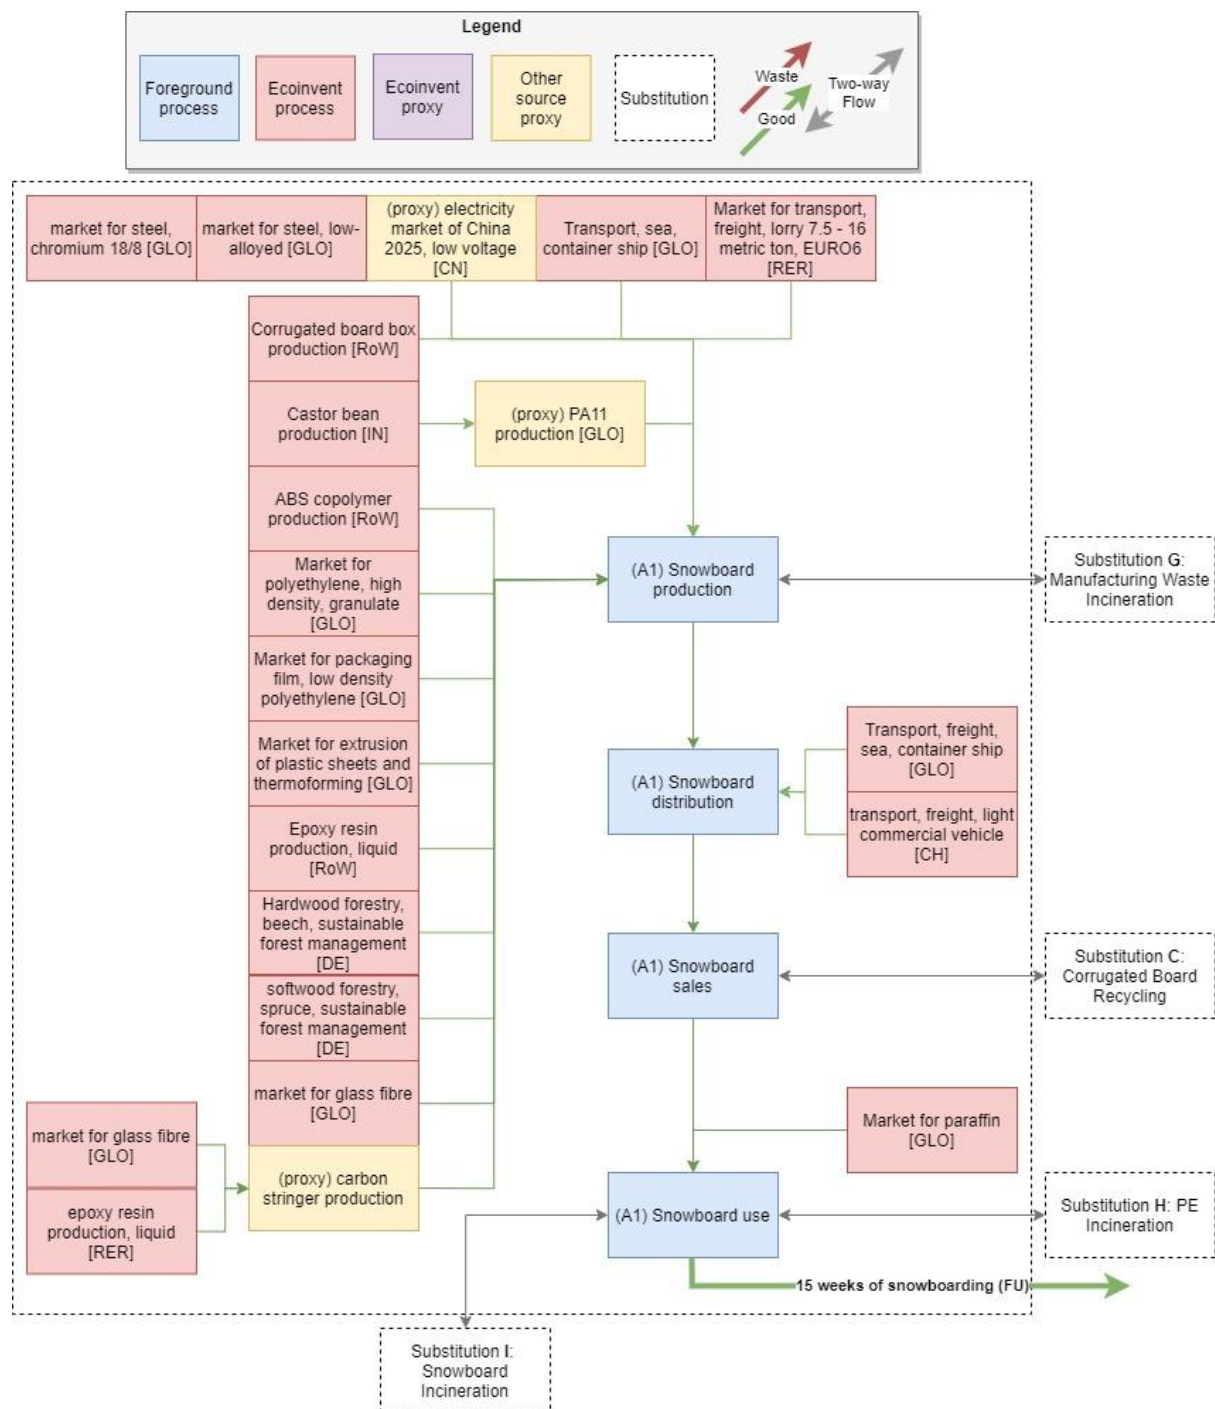 Legend
Foreground
process
Ecoinvent
process
Ecoinvent
proxy
Other
source
proxy
Substitution
Waste
Good
Two-way
Flow
market for steel,
chromium 18/8 [GLO]
market for steel, low-
alloyed [GLO]
(proxy) electricity
market of China
2025, low voltage
[CN]
Transport, sea,
container ship [GLO]
Market for transport,
freight, lorry 7.5 - 16
metric ton, EURO6
[RER]
Corrugated board box
production [RoW]
Castor bean
production [IN]
(proxy) PA11
production [GLO]
ABS copolymer
production [RoW]
Market for
polyethylene, high
density, granulate
[GLO]
(A1) Snowboard
production
Substitution G:
Manufacturing Waste
Incineration
Market for packaging
film, low density
polyethylene [GLO]
Market for extrusion
of plastic sheets and
thermoforming [GLO]
(A1) Snowboard
distribution
Transport, freight,
sea, container ship
[GLO]
transport, freight, light
commercial vehicle
[CH]
Epoxy resin
production, liquid
[RoW]
Hardwood forestry,
beech, sustainable
forest management
[DE]
(A1) Snowboard
sales
Substitution C:
Corrugated Board
Recycling
softwood forestry,
spruce, sustainable
forest management
[DE]
market for glass fibre
[GLO]
Market for paraffin
[GLO]
market for glass fibre
[GLO]
epoxy resin
production, liquid
[RER]
(proxy) carbon
stringer production
(A1) Snowboard use
Substitution H: PE
Incineration
15 weeks of snowboarding (FU)
Substitution I:
Snowboard
Incineration